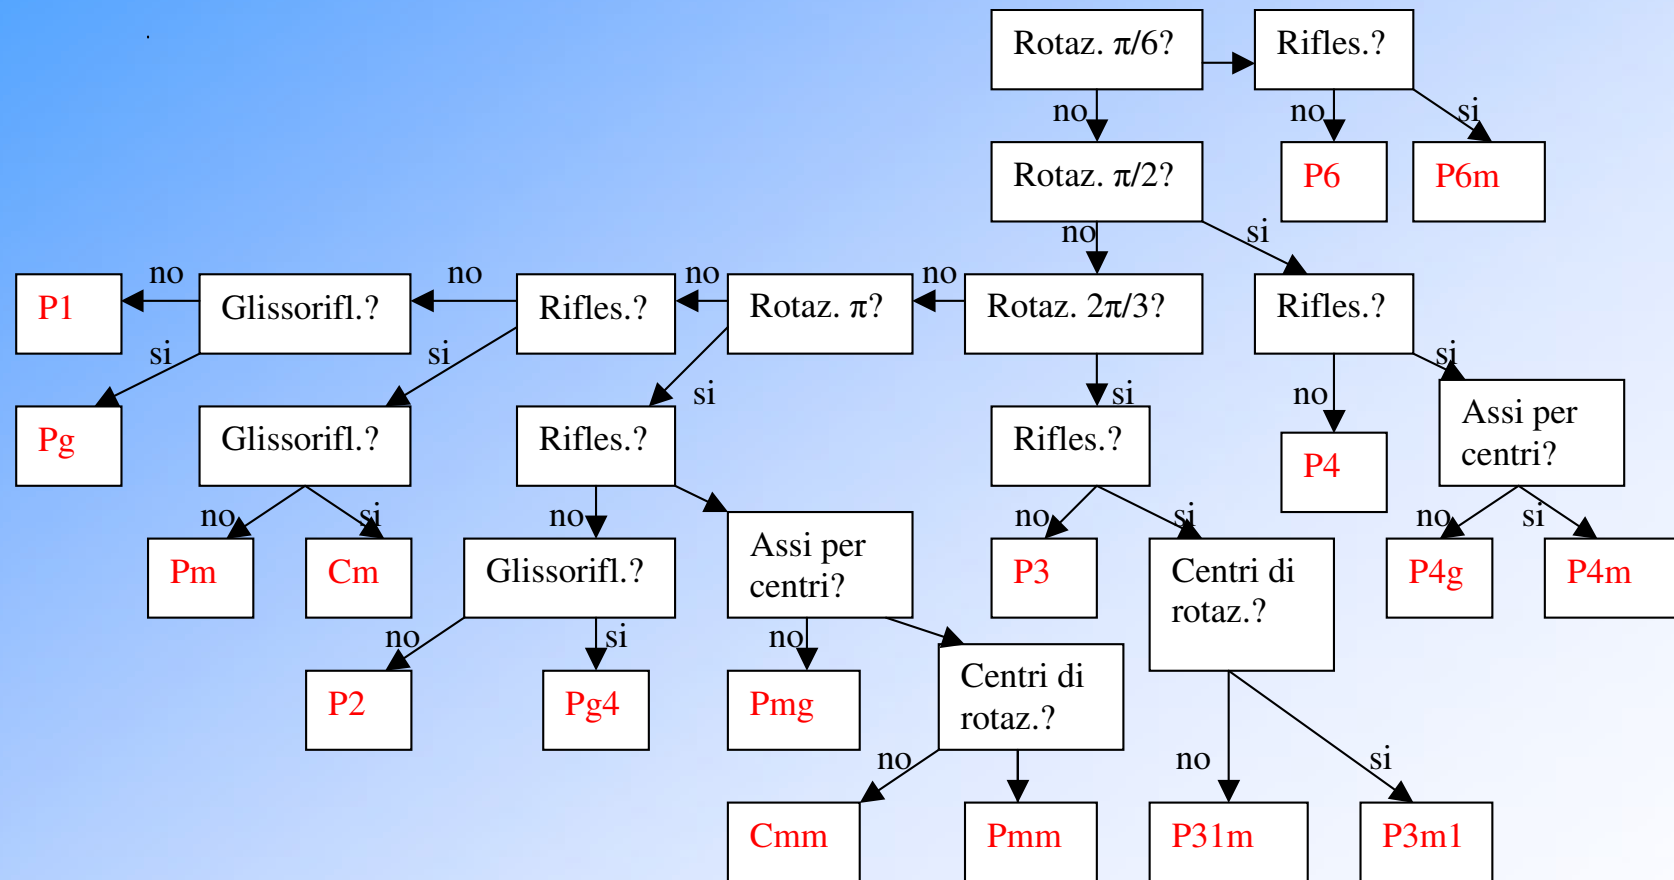 Rotaz. π/6?
Rifles.?
no
no
si
Rotaz. π/2?
P6
P6m
no
si
P1
no
Glissorifl.?
no
Rifles.?
no
Rotaz. π?
no
Rotaz. 2π/3?
Rifles.?
si
si
si
si
no
si
Pg
Glissorifl.?
Rifles.?
Rifles.?
P4
Assi per
centri?
no
si
no
no
si
no
si
Pm
Cm
Glissorifl.?
Assi per
centri?
P3
Centri di
rotaz.?
P4g
P4m
no
si
no
P2
Pg4
Pmg
Centri di
rotaz.?
no
no
si
Cmm
Pmm
P31m
P3m1